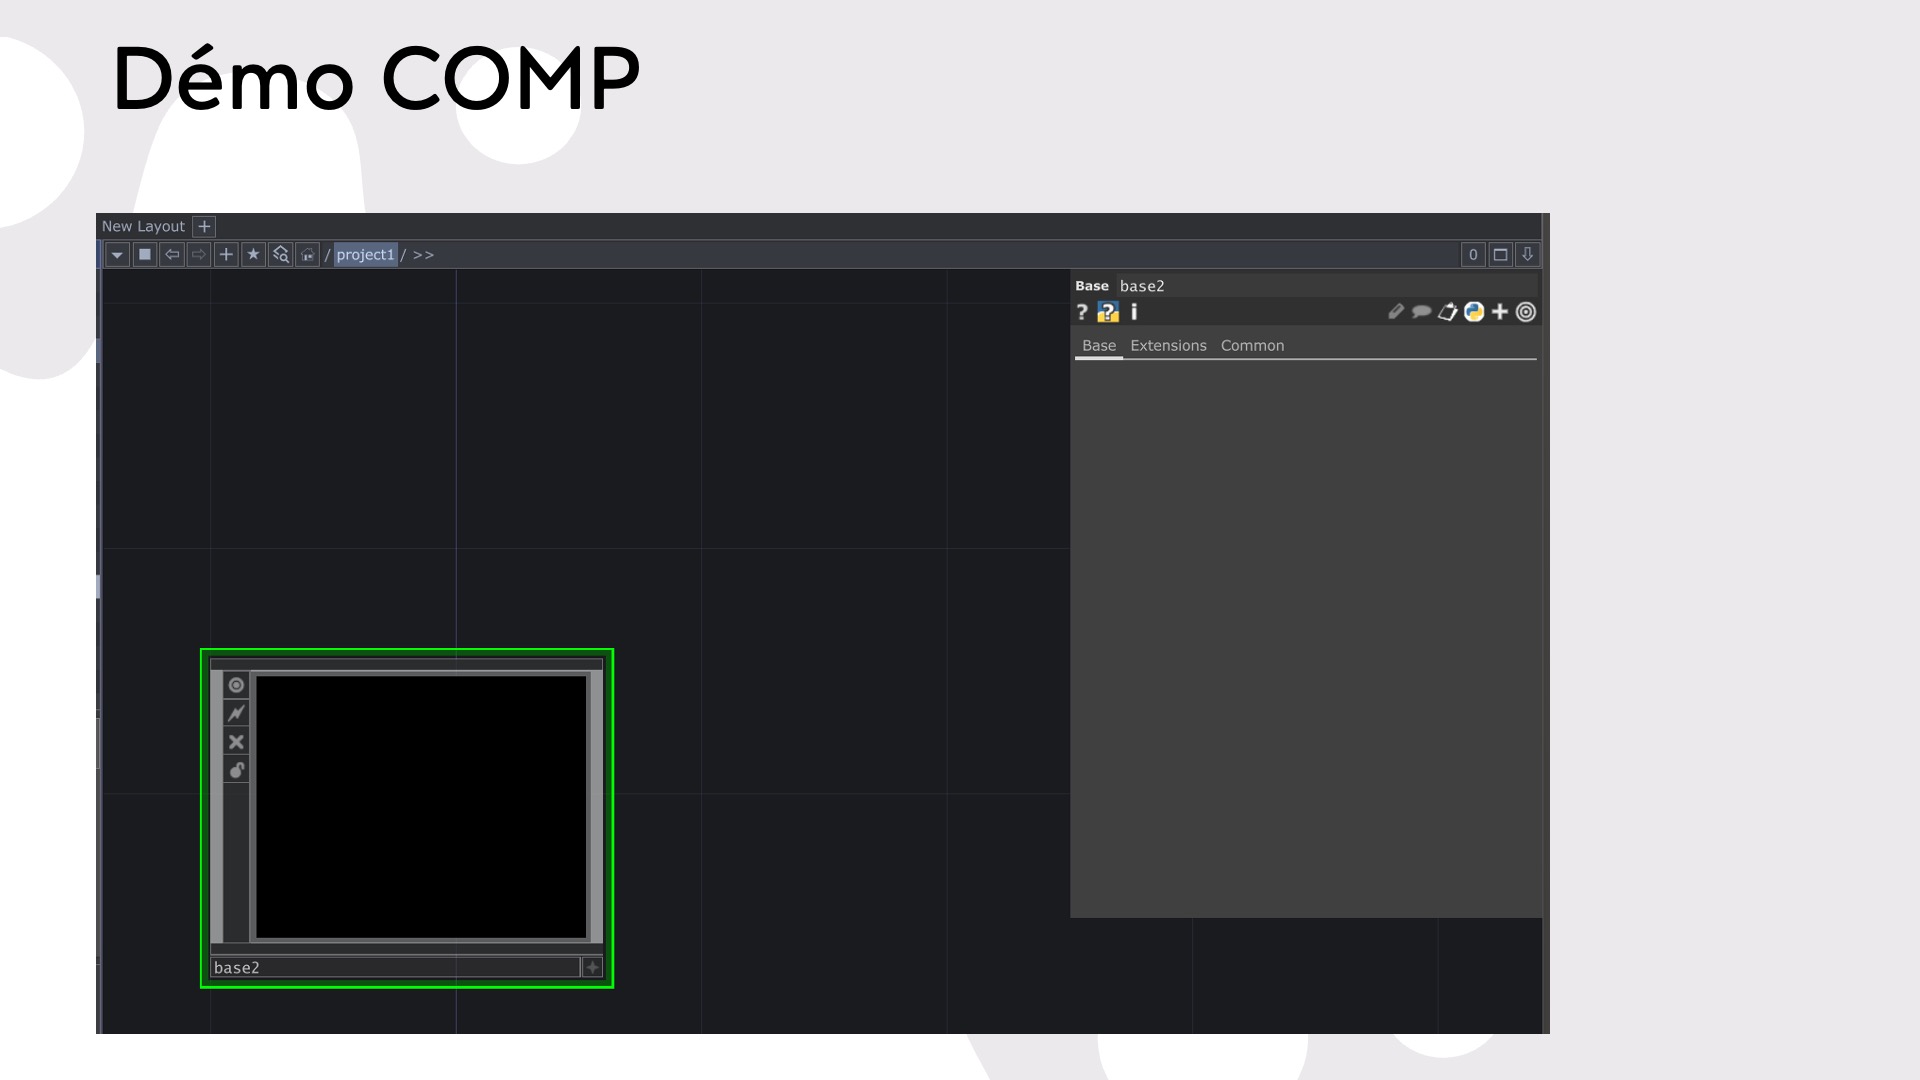 Démo COMP
New Layout +
/ project1 / >>
0
Base base2
? ? i
Base Extensions Common
base2